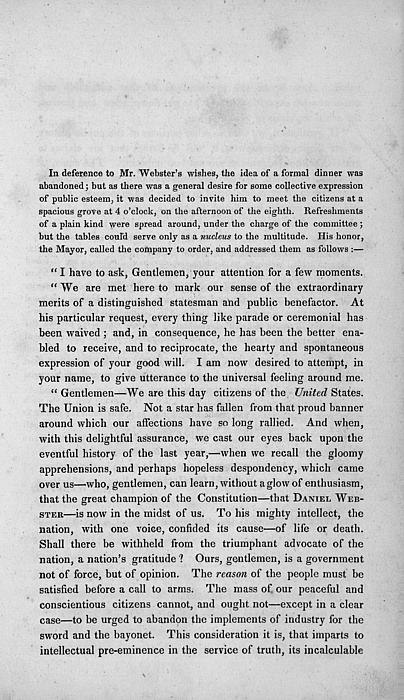 In deference to Mr. Webster's wishes, the idea of a formal dinner was
abandoned; but as there was a general desire for some collective expression
of public esteem, it was decided to invite him to meet the citizens at a
spacious grove at 4 o'clock, on the afternoon of the eighth. Refreshments
of a plain kind were spread around, under the charge of the committee;
but the tables could serve only as a nucleus to the multitude. His honor,
the Mayor, called the company to order, and addressed them as follows:—
"I have to ask, Gentlemen, your attention for a few moments.
"We are met here to mark our sense of the extraordinary
merits of a distinguished statesman and public benefactor. At
his particular request, every thing like parade or ceremonial has
been waived; and, in consequence, he has been the better ena-
bled to receive, and to reciprocate, the hearty and spontaneous
expression of your good will. I am now desired to attempt, in
your name, to give utterance to the universal feeling around me.
"Gentlemen—We are this day citizens of the United States.
The Union is safe. Not a star has fallen from that proud banner
around which our affections have so long rallied. And when,
with this delightful assurance, we cast our eyes back upon the
eventful history of the last year,—when we recall the gloomy
apprehensions, and perhaps hopeless despondency, which came
over us—who, gentlemen, can learn, without a glow of enthusiasm,
that the great champion of the Constitution—that DANIEL WEB-
STER—is now in the midst of us. To his mighty intellect, the
nation, with one voice, confided its cause—of life or death.
Shall there be withheld from the triumphant advocate of the
nation, a nation's gratitude? Ours, gentlemen, is a government
not of force, but of opinion. The reason of the people must be
satisfied before a call to arms. The mass of our peaceful and
conscientious citizens cannot, and ought not—except in a clear
case—to be urged to abandon the implements of industry for the
sword and the bayonet. This consideration it is, that imparts to
intellectual pre-eminence in the service of truth, its incalculable